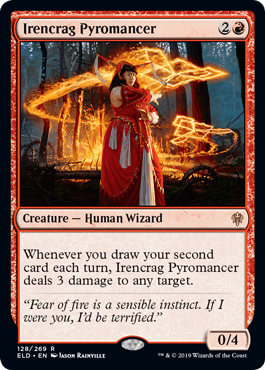 Irencrag Pyromancer 2
Creature — Human Wizard
Whenever you draw your second
card each turn, Irencrag Pyromancer
deals 3 damage to any target.
“Fear of fire is a sensible instinct. If I
were you, I’d be terrified.”
0/4
128/269 R
ELD • EN Jason Rainville
™ & © 2019 Wizards of the Coast